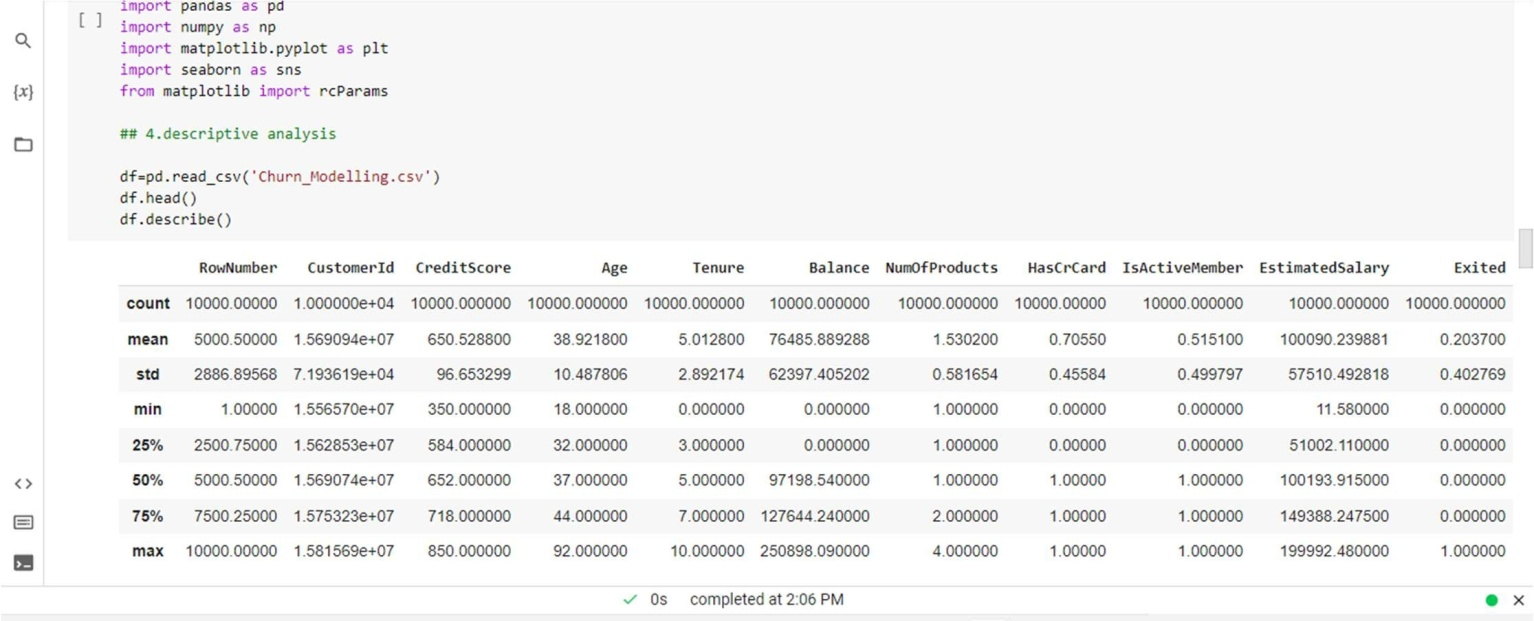 import pandas as pd
[ ]
import numpy as np
import matplotlib.pyplot as plt
import seaborn as sns
{x}
from matplotlib import rcParams
## 4.descriptive analysis
df=pd.read_csv('Churn_Modelling.csv')
df.head()
df.describe()
RowNumber CustomerId CreditScore Age Tenure Balance NumOfProducts HasCrCard IsActiveMember EstimatedSalary Exited
count 10000.00000 1.000000e+04 10000.000000 10000.000000 10000.000000 10000.000000 10000.000000 10000.00000 10000.000000 10000.000000 10000.000000
mean 5000.50000 1.569094e+07 650.528800 38.921800 5.012800 76485.889288 1.530200 0.70550 0.515100 100090.239881 0.203700
std 2886.89568 7.193619e+04 96.653299 10.487806 2.892174 62397.405202 0.581654 0.45584 0.499797 57510.492818 0.402769
min 1.00000 1.556570e+07 350.000000 18.000000 0.000000 0.000000 1.000000 0.00000 0.000000 11.580000 0.000000
25% 2500.75000 1.562853e+07 584.000000 32.000000 3.000000 0.000000 1.000000 0.00000 0.000000 51002.110000 0.000000
50% 5000.50000 1.569074e+07 652.000000 37.000000 5.000000 97198.540000 1.000000 1.00000 1.000000 100193.915000 0.000000
75% 7500.25000 1.575323e+07 718.000000 44.000000 7.000000 127644.240000 2.000000 1.00000 1.000000 149388.247500 0.000000
max 10000.00000 1.581569e+07 850.000000 92.000000 10.000000 250898.090000 4.000000 1.00000 1.000000 199992.480000 1.000000
0s completed at 2:06 PM